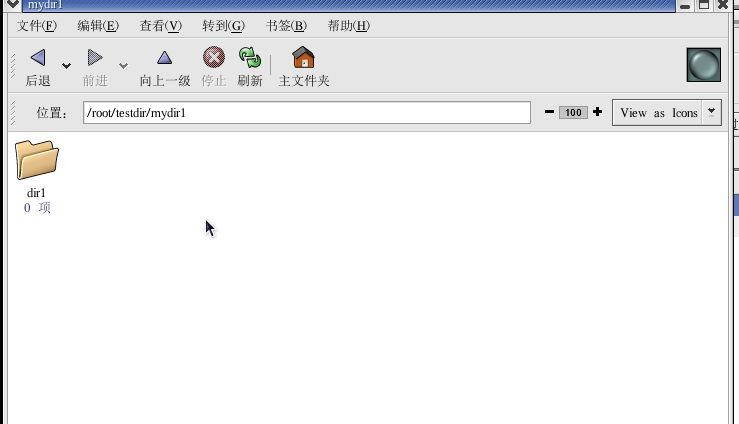 mydir1
文件(F) 编辑(E) 查看(V) 转到(G) 书签(B) 帮助(H)
后退 前进 向上一级 停止 刷新 主文件夹
位置： /root/testdir/mydir1 100 View as Icons
dir1
0 项